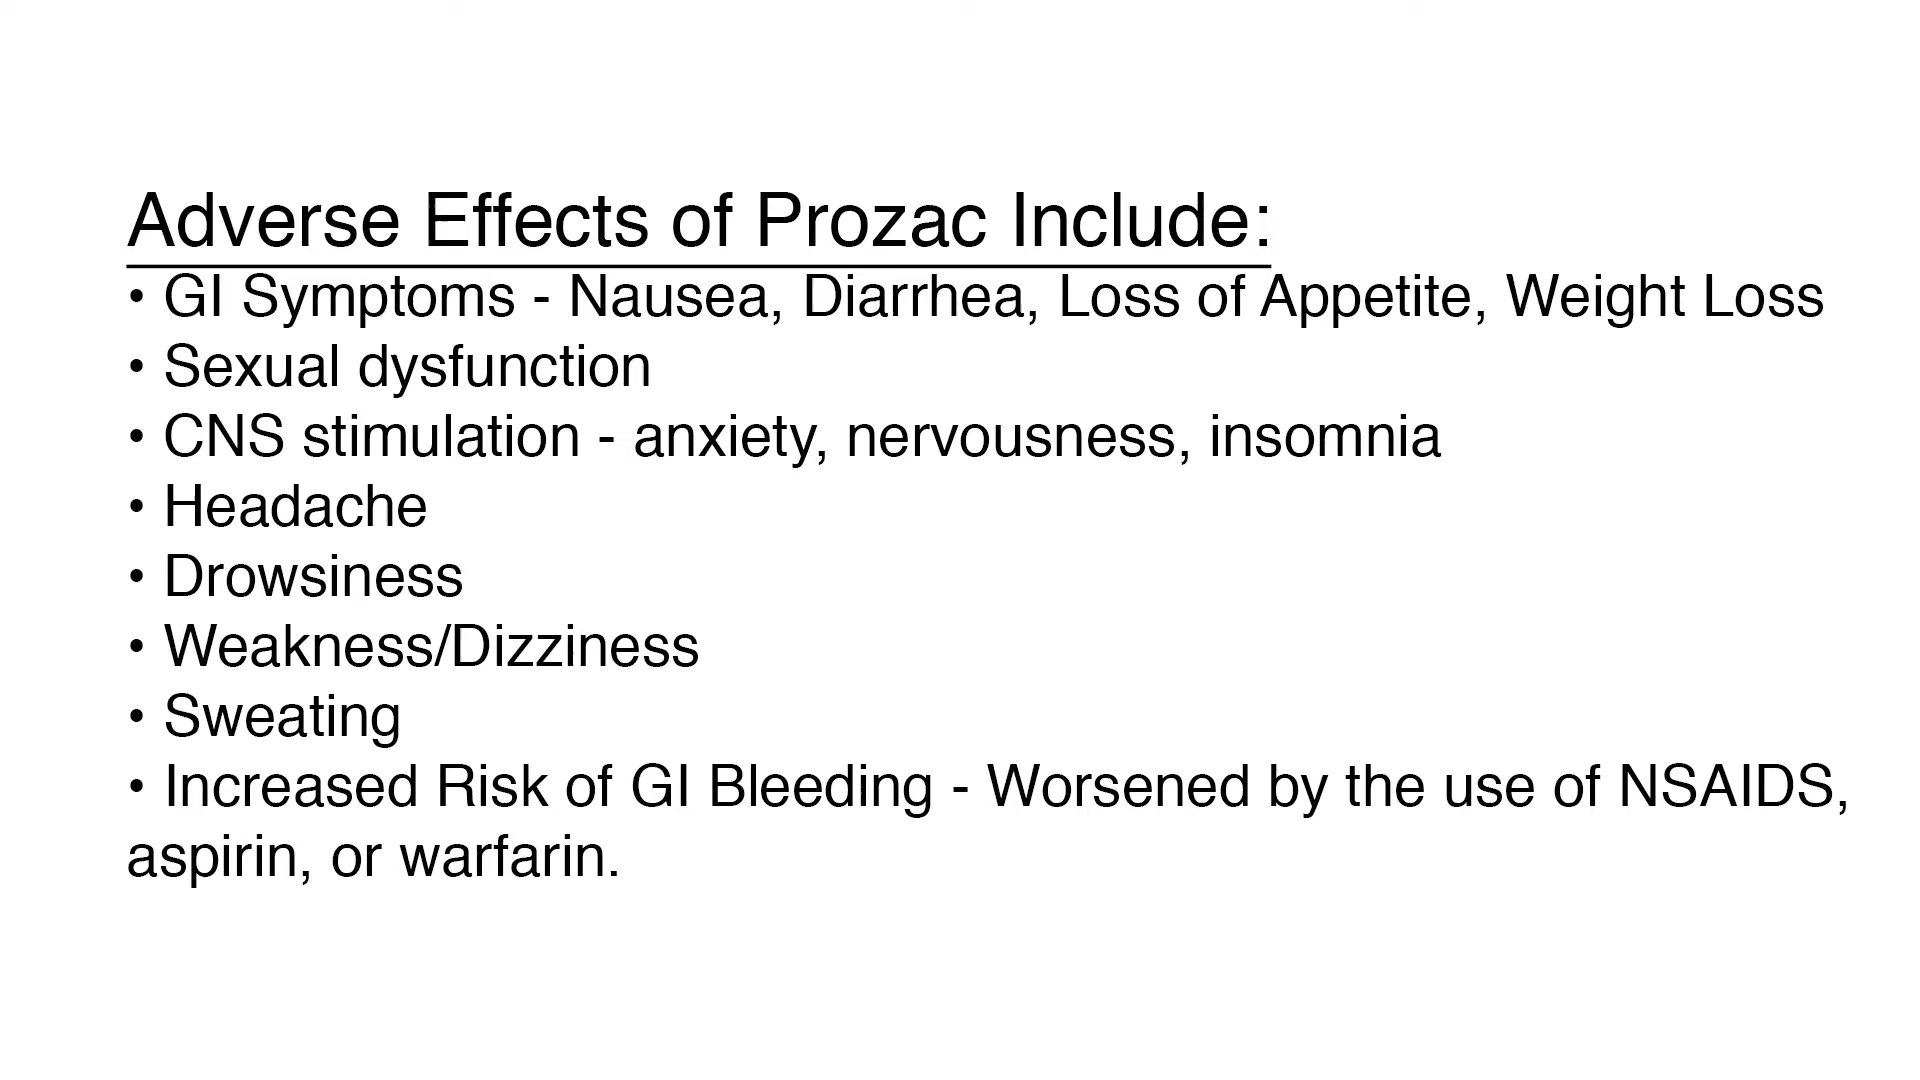 Adverse Effects of Prozac Include:
• GI Symptoms - Nausea, Diarrhea, Loss of Appetite, Weight Loss
• Sexual dysfunction
• CNS stimulation - anxiety, nervousness, insomnia
• Headache
• Drowsiness
• Weakness/Dizziness
• Sweating
• Increased Risk of GI Bleeding - Worsened by the use of NSAIDS,
aspirin, or warfarin.